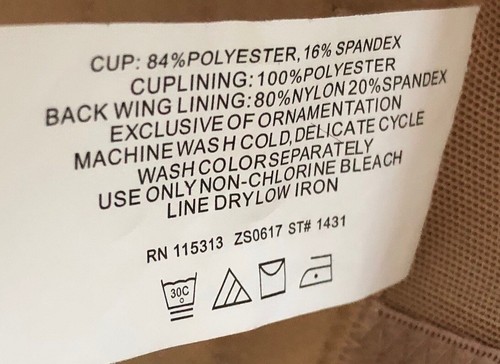 CUP: 84%POLYESTER, 16% SPANDEX
CUPLINING: 100%POLYESTER
BACK WING LINING: 80%NYLON 20%SPANDEX
EXCLUSIVE OF ORNAMENTATION
MACHINE WASH COLD, DELICATE CYCLE
WASH COLORSEPARATELY
USE ONLY NON-CHLORINE BLEACH
LINE DRYLOW IRON
RN 115313 ZS0617 ST# 1431
30C